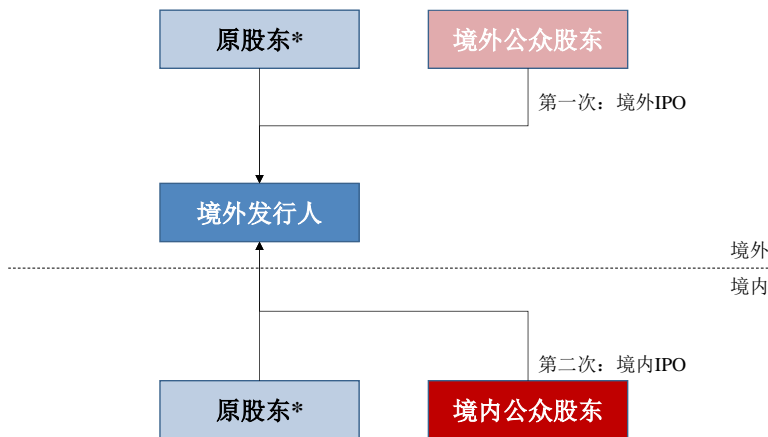 原股东*
境外公众股东
第一次：境外IPO
境外发行人
境外
境内
第二次：境内IPO
原股东*
境内公众股东